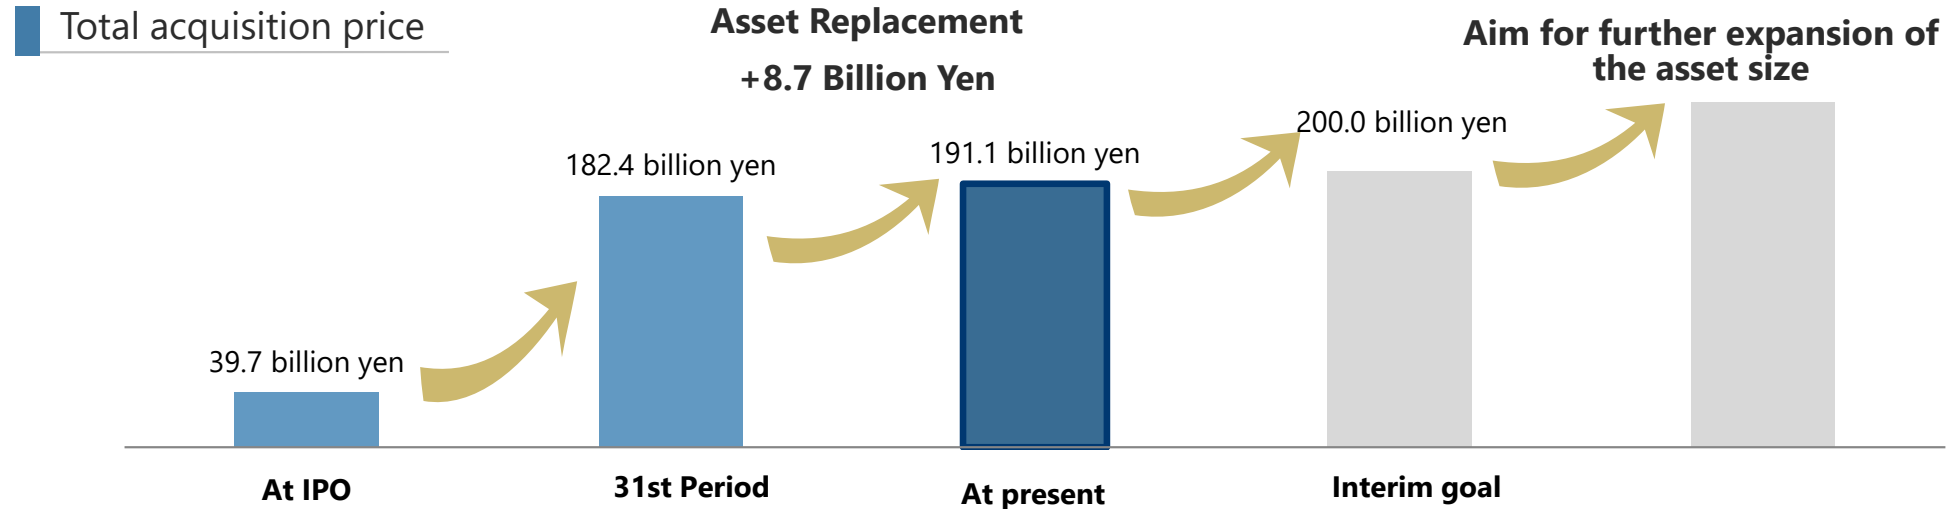 Total acquisition price
Asset Replacement
+8.7 Billion Yen
Aim for further expansion of
the asset size
39.7 billion yen
182.4 billion yen
191.1 billion yen
200.0 billion yen
At IPO
31st Period
At present
Interim goal